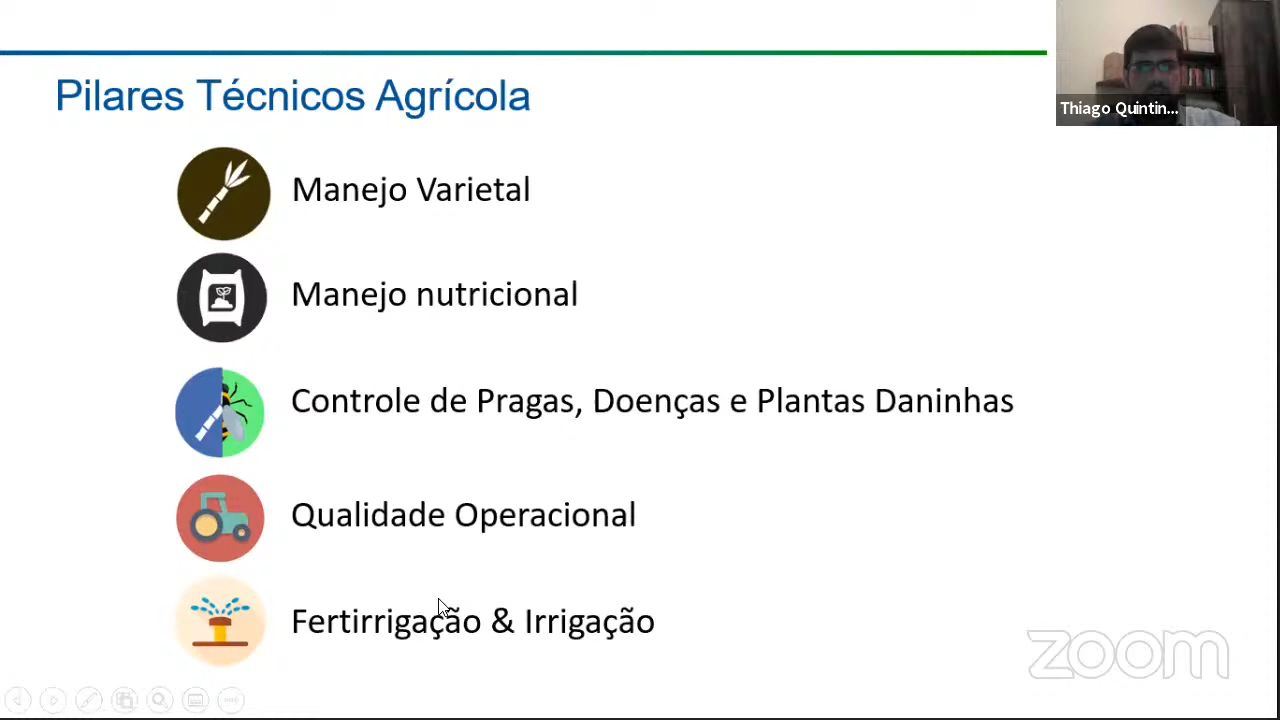 Pilares Técnicos Agrícola
Thiago Quintin...
Manejo Varietal
Manejo nutricional
Controle de Pragas, Doenças e Plantas Daninhas
Qualidade Operacional
Fertirrigação & Irrigação
zoom